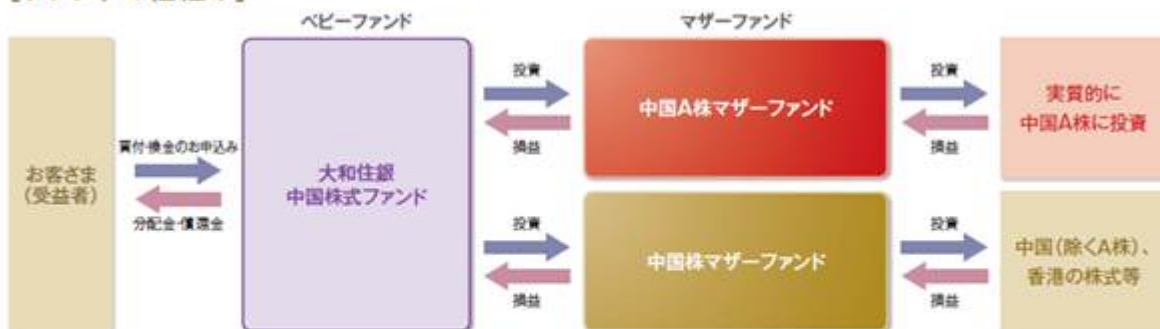 ベビーファンド
マザーファンド
お客さま
(受益者)
買付・換金のお申込み
分配金・償還金
大和住銀
中国株式ファンド
投資
損益
中国A株マザーファンド
投資
損益
実質的に
中国A株に投資
投資
損益
中国株マザーファンド
投資
損益
中国(除くA株)、
香港の株式等